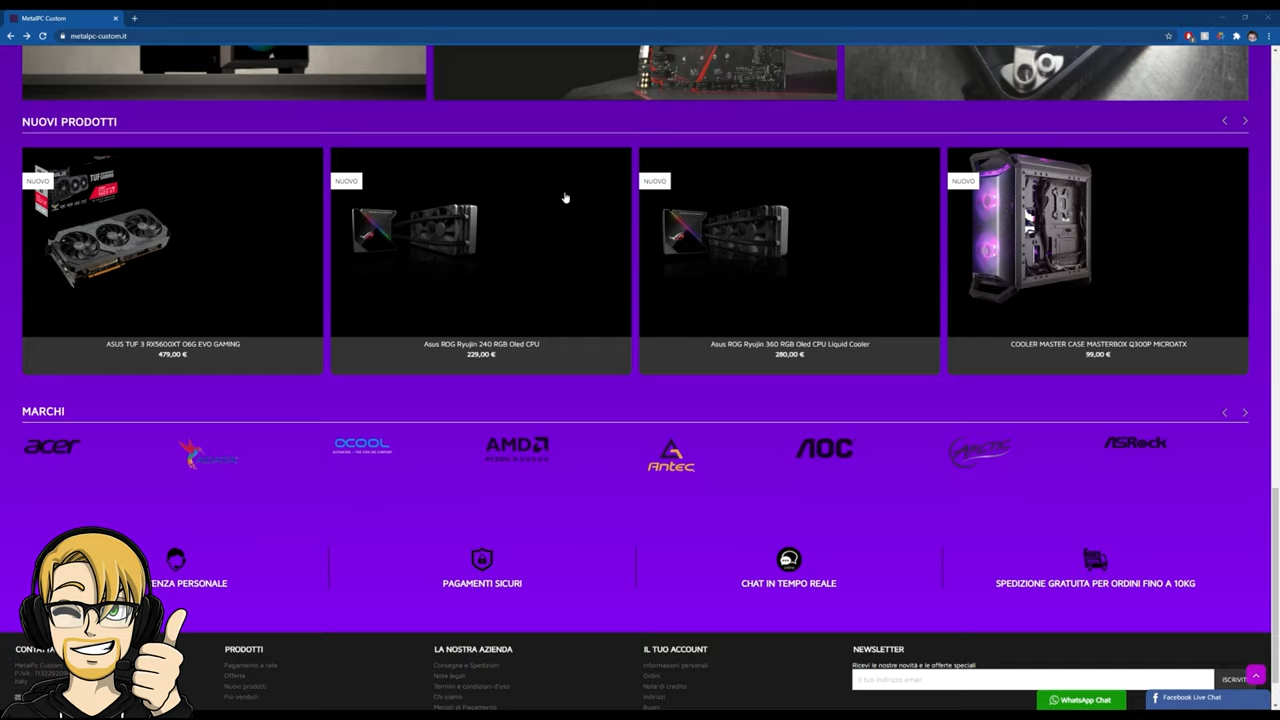 MetalPC Custom
metalpc-custom.it
NUOVI PRODOTTI
NUOVO
NUOVO
NUOVO
NUOVO
ASUS TUF 3 RX5600XT O6G EVO GAMING
479,00 €
Asus ROG Ryujin 240 RGB Oled CPU
229,00 €
Asus ROG Ryujin 360 RGB Oled CPU Liquid Cooler
280,00 €
COOLER MASTER CASE MASTERBOX Q300P MICROATX
99,00 €
MARCHI
acer
ALPHACOOL - THE COOLING COMPANY
AMD
Antec
AOC
ARCTIC
ASRock
ENZA PERSONALE
PAGAMENTI SICURI
CHAT IN TEMPO REALE
SPEDIZIONE GRATUITA PER ORDINI FINO A 10KG
CONTATTA
MetalPc Custom
P.IVA:
Italy
PRODOTTI
Pagamento a rate
Offerte
Nuovi prodotti
Più venduti
LA NOSTRA AZIENDA
Consegne e Spedizioni
Note legali
Termini e condizioni d'uso
Chi siamo
Metodi di Pagamento
IL TUO ACCOUNT
Informazioni personali
Ordini
Note di credito
Indirizzi
Buoni
NEWSLETTER
Ricevi le nostre novità e le offerte speciali
Il tuo indirizzo email
ISCRIVIT
WhatsApp Chat
Facebook Live Chat